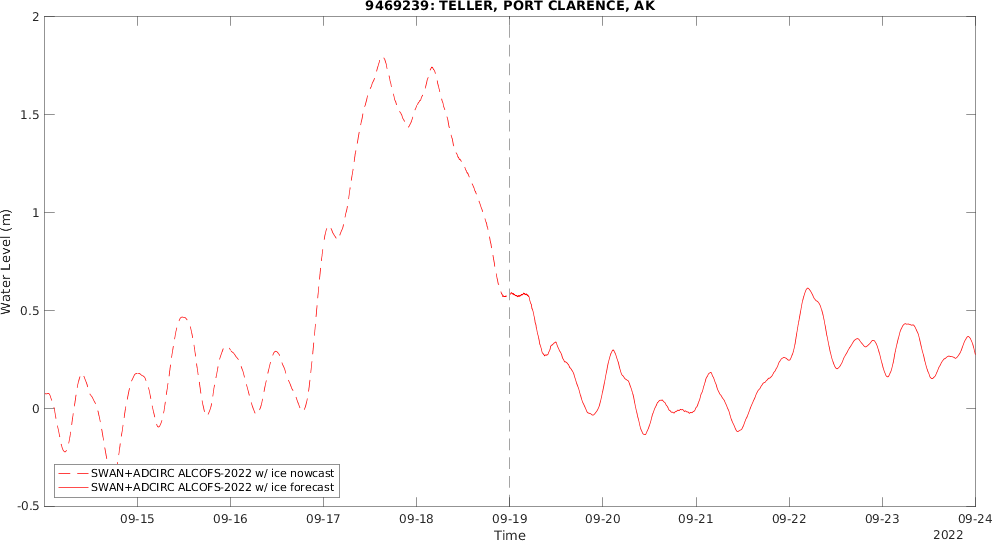 9469239: TELLER, PORT CLARENCE, AK
2
1.5
1
0.5
0
-0.5
Water Level (m)
SWAN+ADCIRC ALCOFS-2022 w/ ice nowcast
SWAN+ADCIRC ALCOFS-2022 w/ ice forecast
09-15 09-16 09-17 09-18 09-19 09-20 09-21 09-22 09-23 09-24
Time
2022